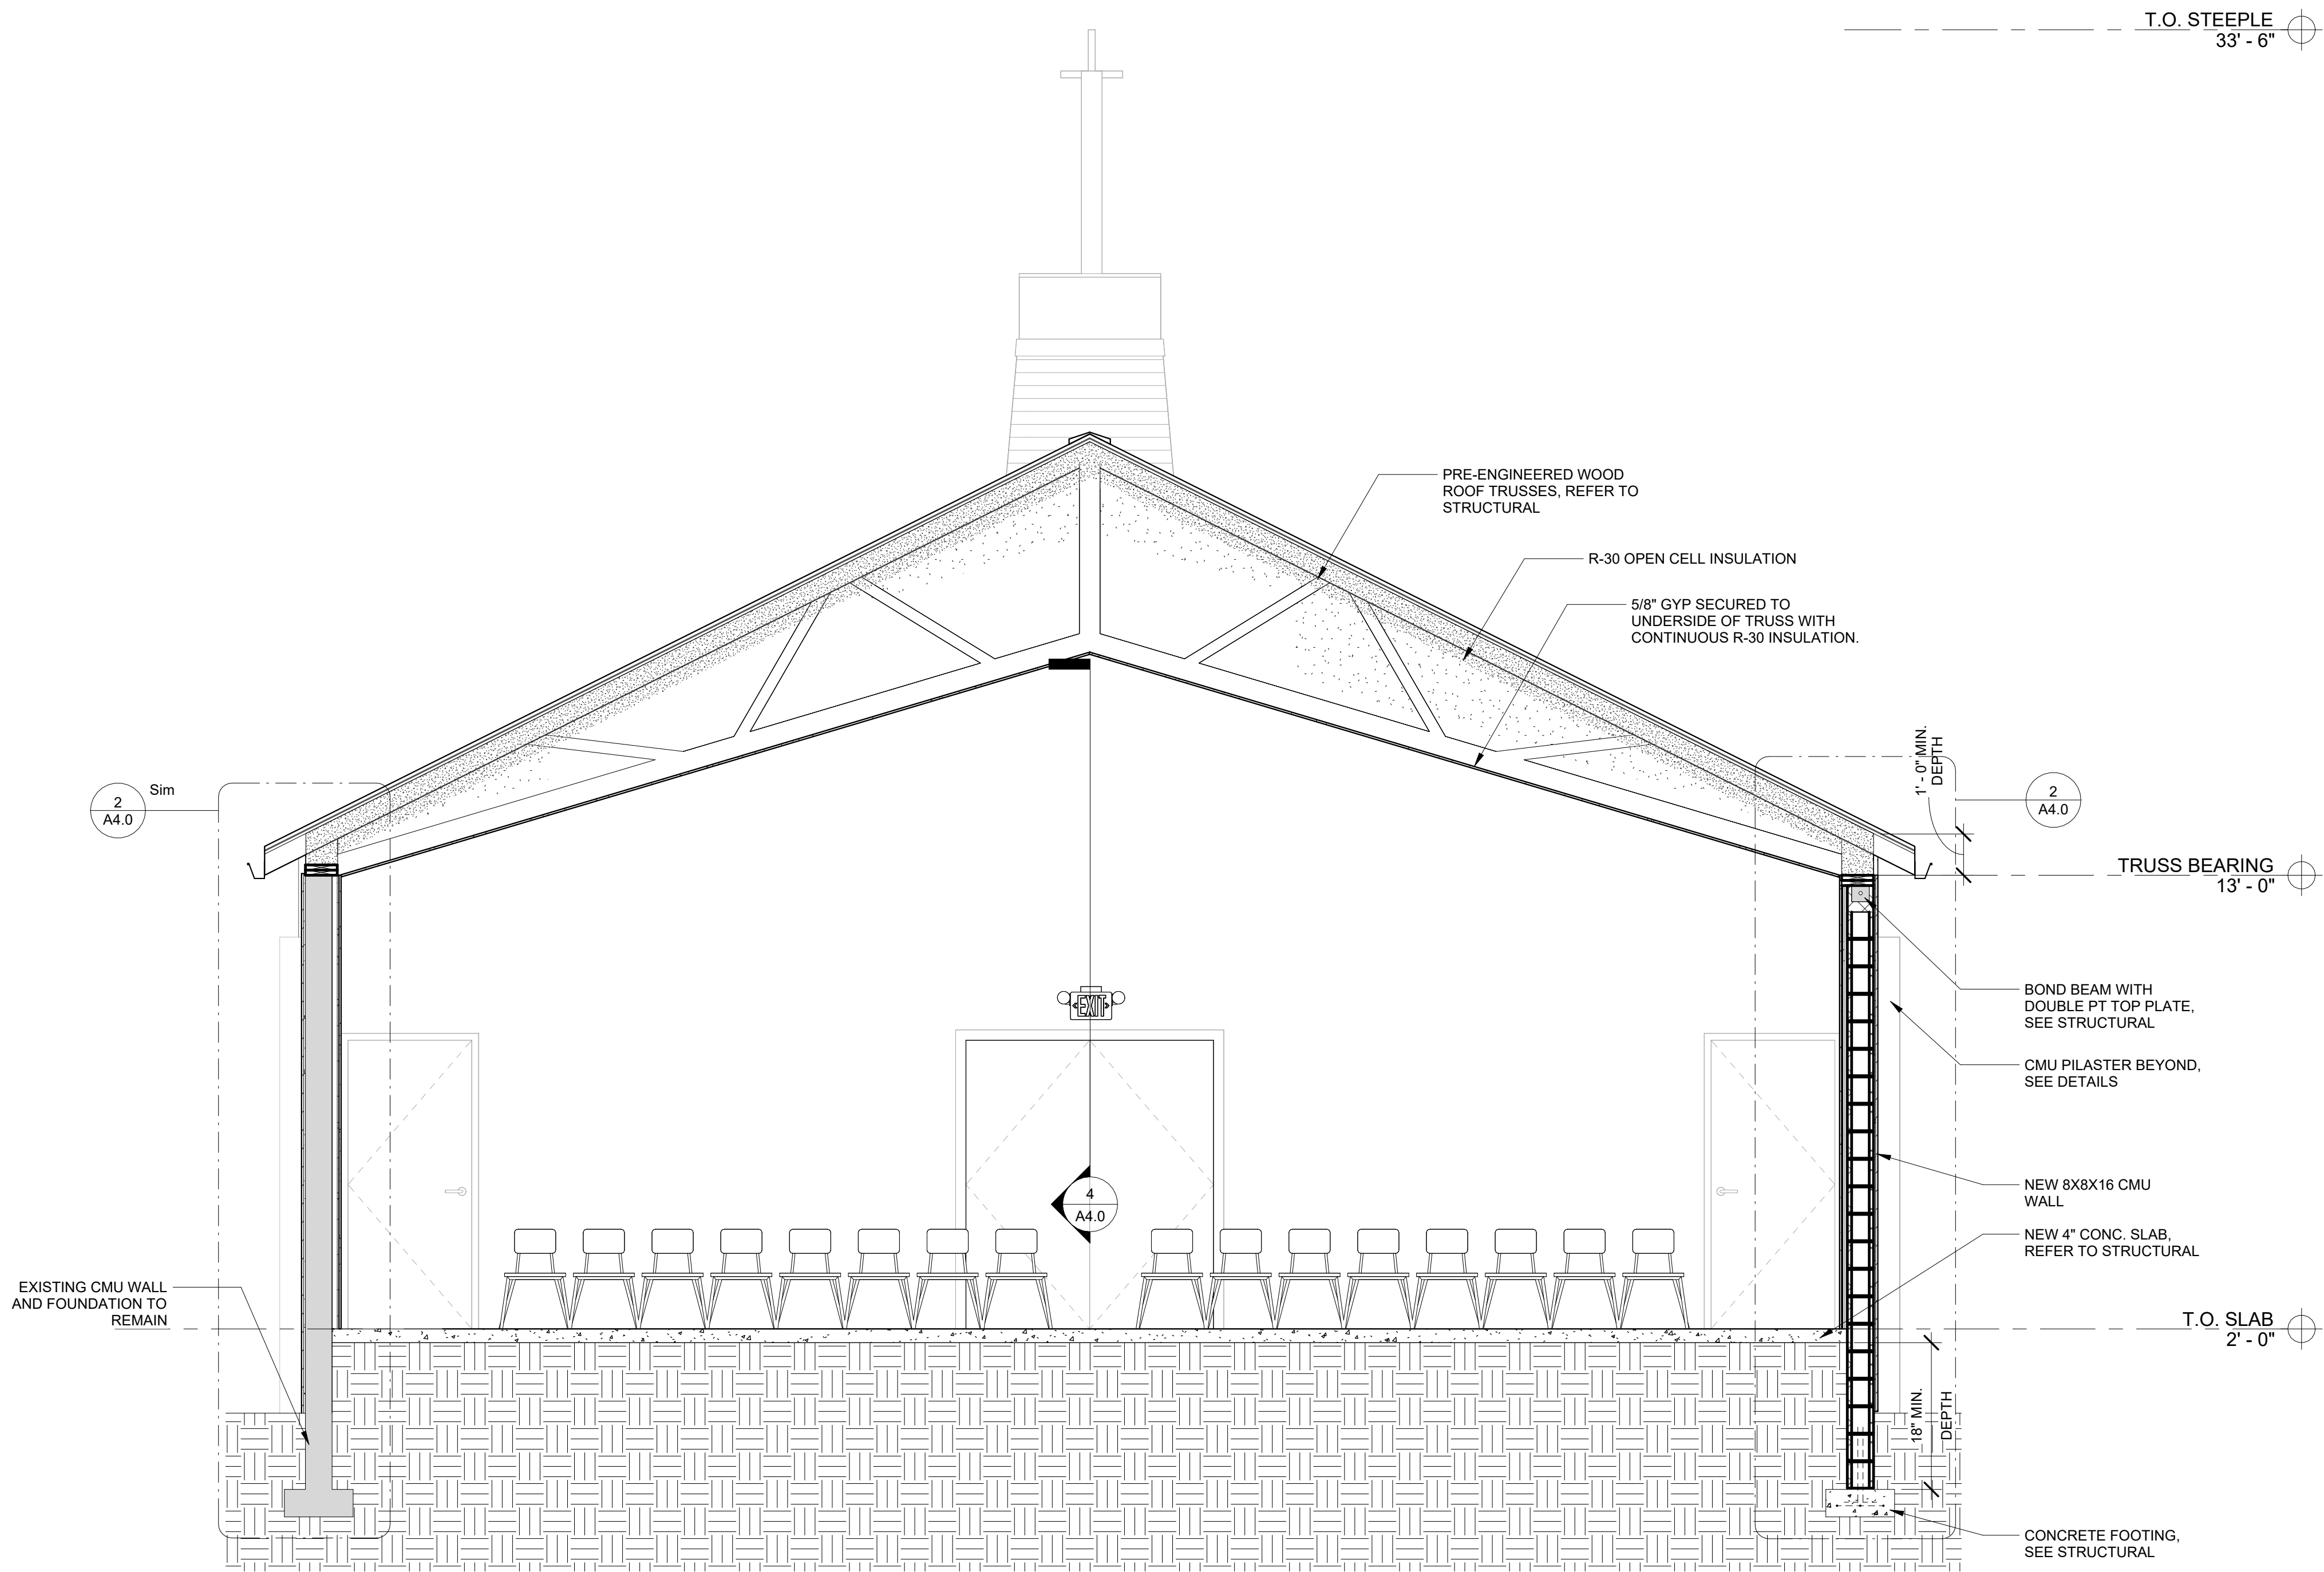 T.O. STEEPLE
33' - 6"
PRE-ENGINEERED WOOD
ROOF TRUSSES, REFER TO
STRUCTURAL
R-30 OPEN CELL INSULATION
5/8" GYP SECURED TO
UNDERSIDE OF TRUSS WITH
CONTINUOUS R-30 INSULATION.
1' - 0" MIN.
DEPTH
2
A4.0
Sim
2
A4.0
TRUSS BEARING
13' - 0"
EXIT
BOND BEAM WITH
DOUBLE PT TOP PLATE,
SEE STRUCTURAL
CMU PILASTER BEYOND,
SEE DETAILS
NEW 8X8X16 CMU
WALL
4
A4.0
NEW 4" CONC. SLAB,
REFER TO STRUCTURAL
EXISTING CMU WALL
AND FOUNDATION TO
REMAIN
T.O. SLAB
2' - 0"
18" MIN.
DEPTH
CONCRETE FOOTING,
SEE STRUCTURAL